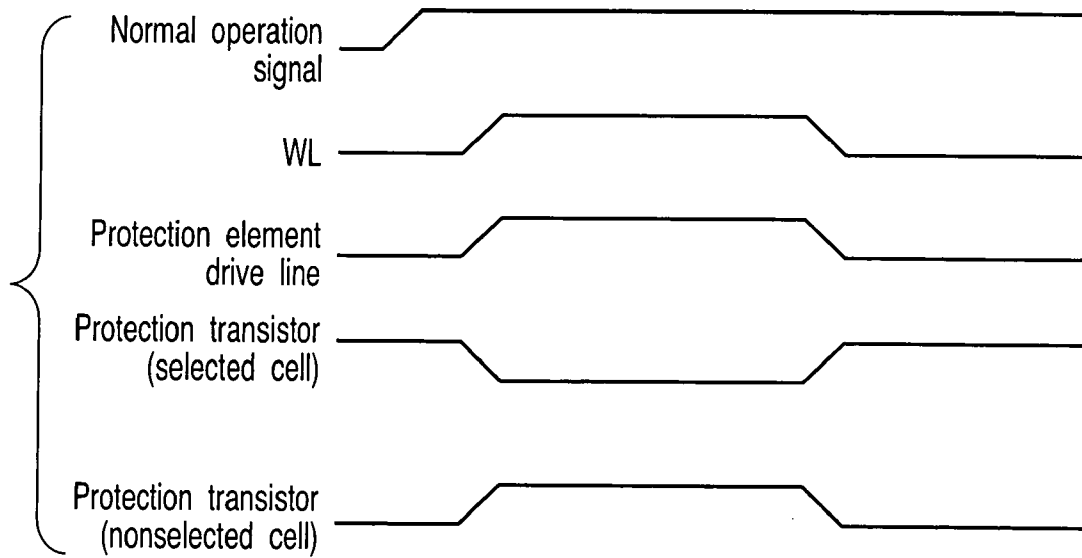 Normal operation
signal
WL
Protection element
drive line
Protection transistor
(selected cell)
Protection transistor
(nonselected cell)